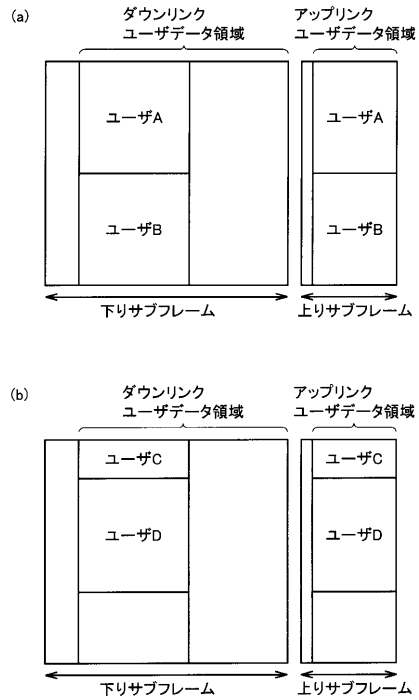 (a)
ダウンリンク
ユーザデータ領域
アップリンク
ユーザデータ領域
ユーザA
ユーザA
ユーザB
ユーザB
下りサブフレーム
上りサブフレーム
(b)
ダウンリンク
ユーザデータ領域
アップリンク
ユーザデータ領域
ユーザC
ユーザC
ユーザD
ユーザD
下りサブフレーム
上りサブフレーム